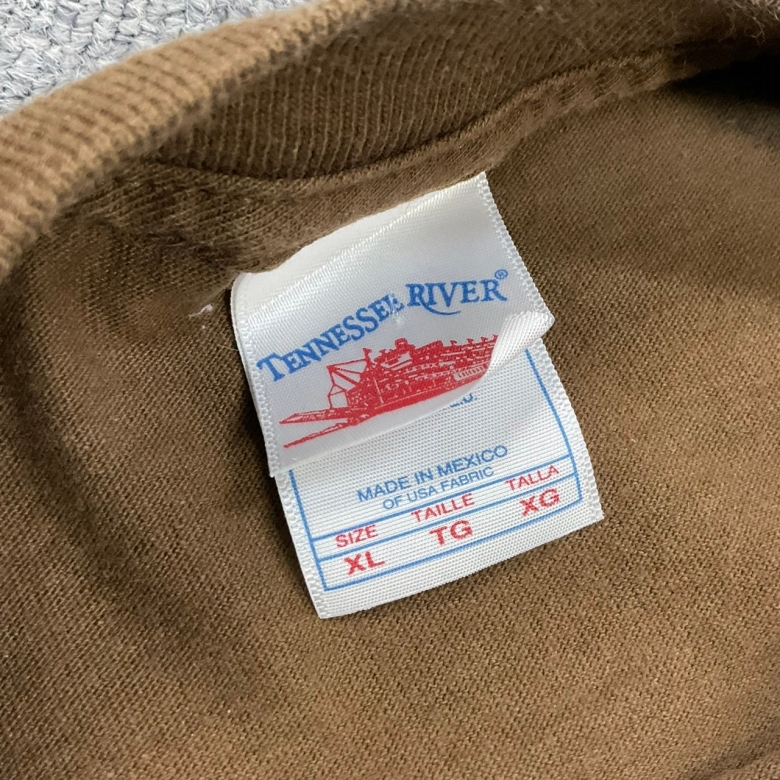 TENNESSEE RIVER®
MADE IN MEXICO
OF USA FABRIC
SIZE TAILLE TALLA
XL TG XG